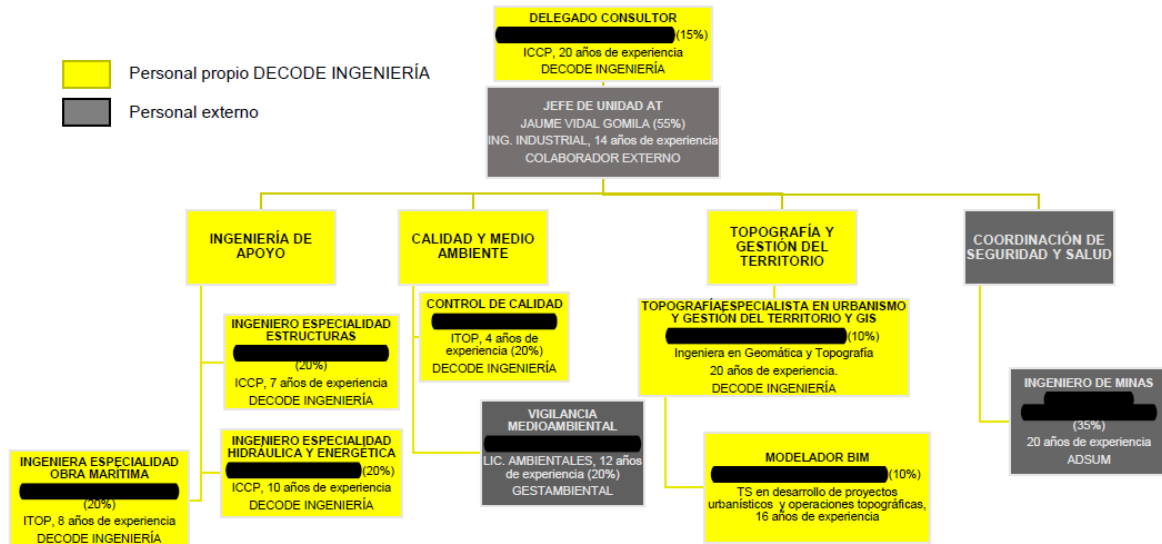 DELEGADO CONSULTOR
(15%)
ICCP, 20 años de experiencia
DECODE INGENIERÍA
Personal propio DECODE INGENIERÍA
Personal externo
JEFE DE UNIDAD AT
JAUME VIDAL GOMILA (55%)
ING. INDUSTRIAL, 14 años de experiencia
COLABORADOR EXTERNO
INGENIERÍA DE
APOYO
CALIDAD Y MEDIO
AMBIENTE
TOPOGRAFÍA Y
GESTIÓN DEL
TERRITORIO
COORDINACIÓN DE
SEGURIDAD Y SALUD
INGENIERO ESPECIALIDAD
ESTRUCTURAS
(20%)
ICCP, 7 años de experiencia
DECODE INGENIERÍA
INGENIERO ESPECIALIDAD
HIDRÁULICA Y ENERGÉTICA
(20%)
ICCP, 10 años de experiencia
DECODE INGENIERÍA
INGENIERA ESPECIALIDAD
OBRA MARÍTIMA
(20%)
ITOP, 8 años de experiencia
DECODE INGENIERÍA
CONTROL DE CALIDAD
ITOP, 4 años de
experiencia (20%)
DECODE INGENIERÍA
VIGILANCIA
MEDIOAMBIENTAL
LIC. AMBIENTALES, 12 años
de experiencia (20%)
GESTAMBIENTAL
TOPOGRAFÍAESPECIALISTA EN URBANISMO
Y GESTIÓN DEL TERRITORIO Y GIS
(10%)
Ingeniera en Geomática y Topografía
20 años de experiencia.
DECODE INGENIERÍA
MODELADOR BIM
(10%)
TS en desarrollo de proyectos
urbanísticos y operaciones topográficas,
16 años de experiencia
INGENIERO DE MINAS
(35%)
20 años de experiencia
ADSUM